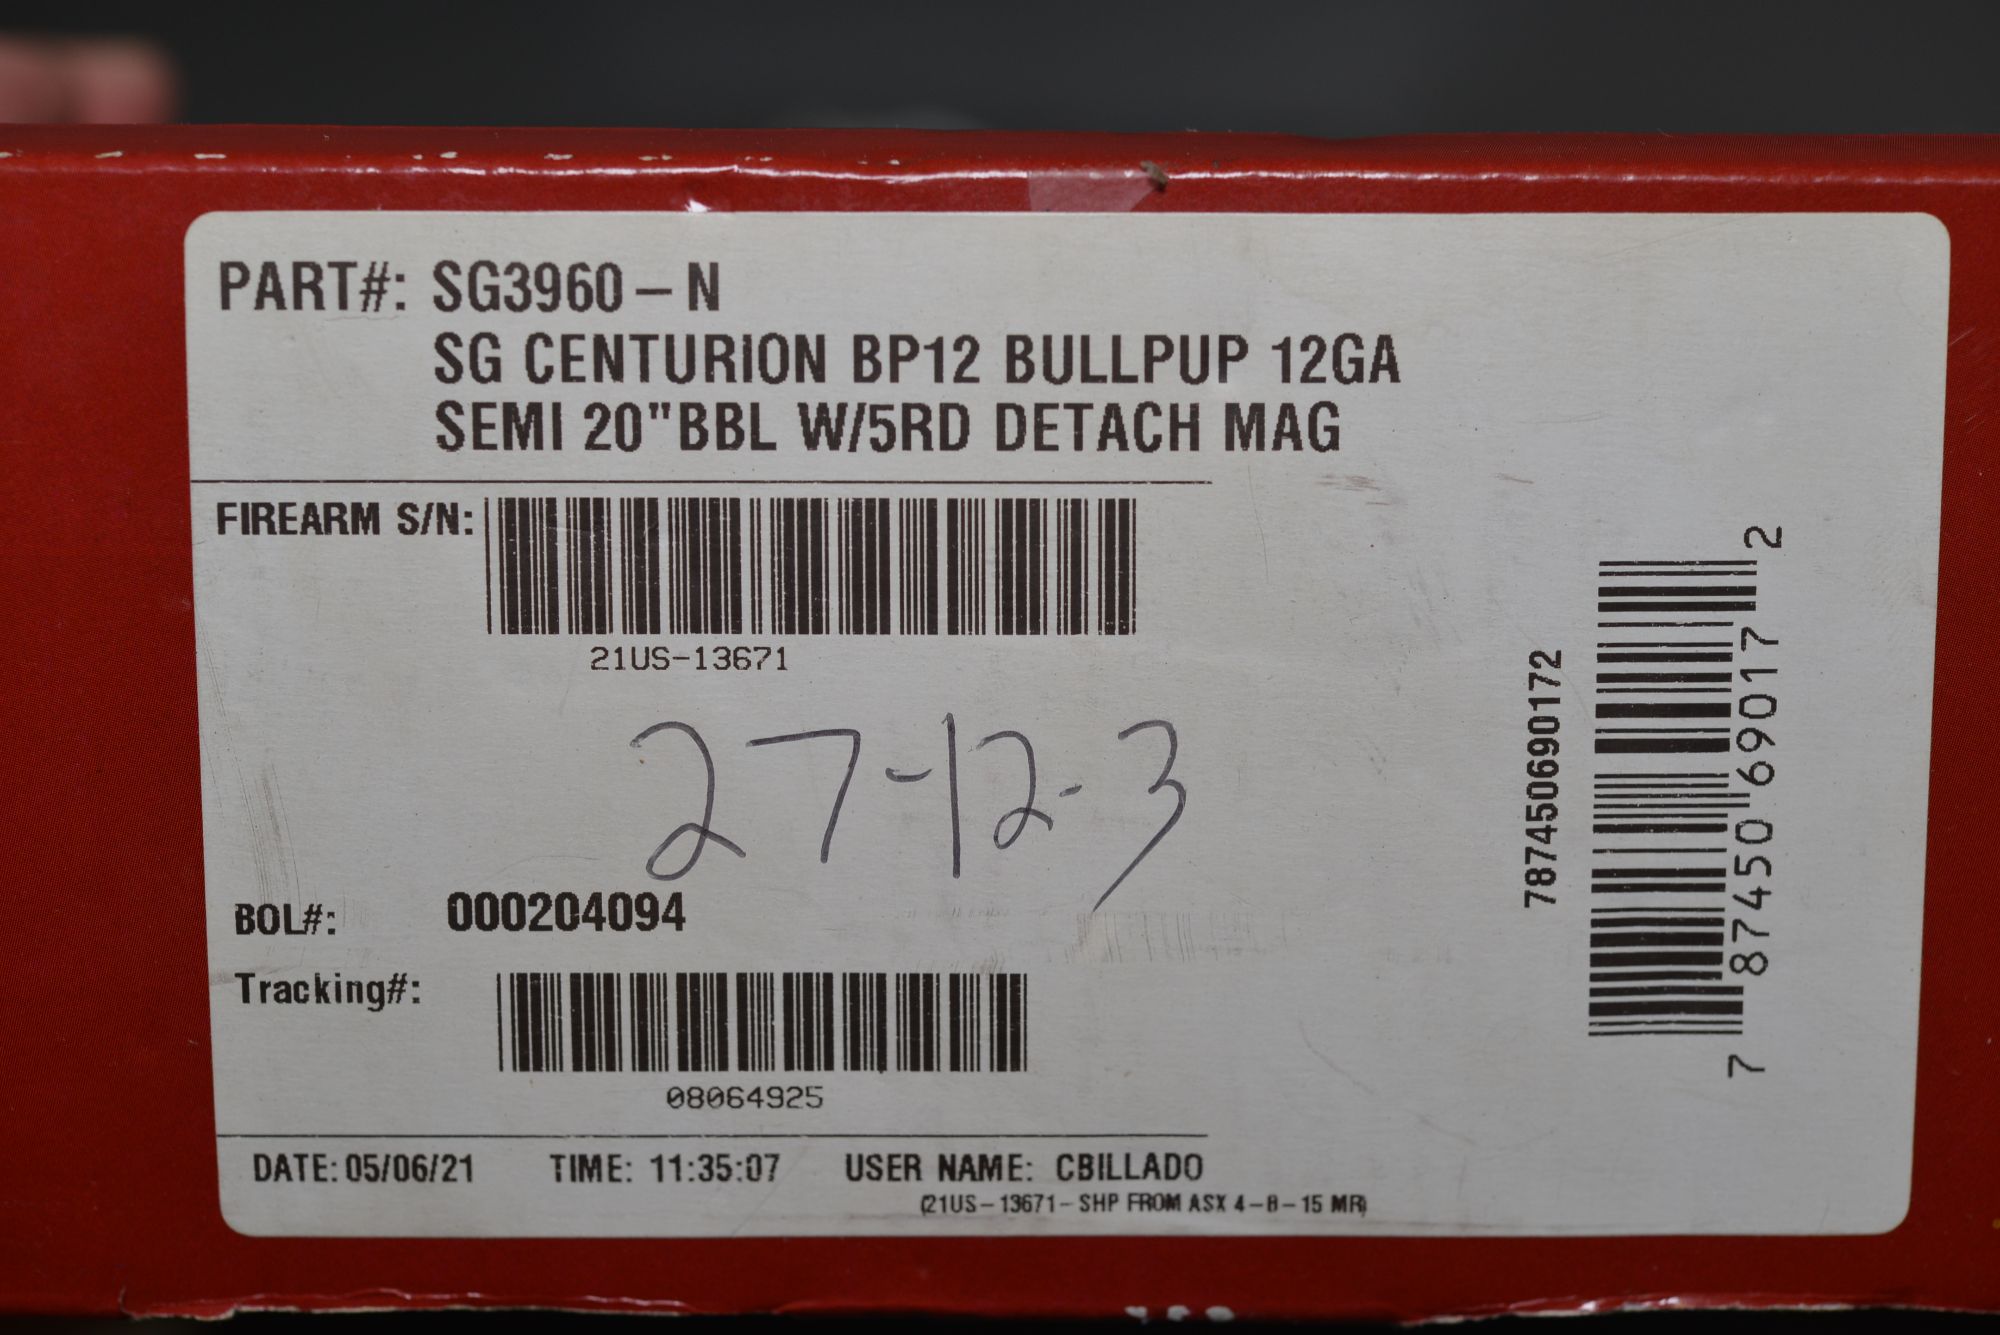 PART#: SG3960-N
SG CENTURION BP12 BULLPUP 12GA
SEMI 20"BBL W/5RD DETACH MAG
FIREARM S/N:
21US-13671
27-12-3
BOL#: 000204094
Tracking#:
08064925
DATE: 05/06/21 TIME: 11:35:07 USER NAME: CBILLADO
(21US-13671-SHP FROM ASX 4-8-15 MR)
787450690172
7 87450 69017 2